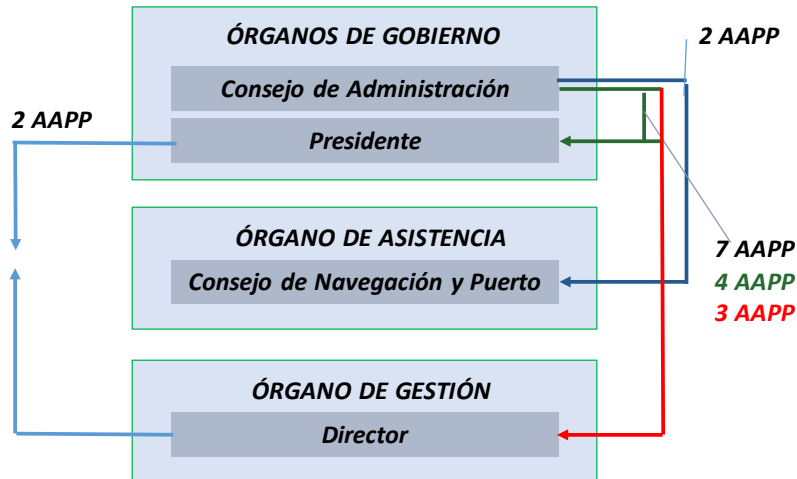 ÓRGANOS DE GOBIERNO
2 AAPP
Consejo de Administración
2 AAPP
Presidente
ÓRGANO DE ASISTENCIA
7 AAPP
Consejo de Navegación y Puerto
4 AAPP
3 AAPP
ÓRGANO DE GESTIÓN
Director